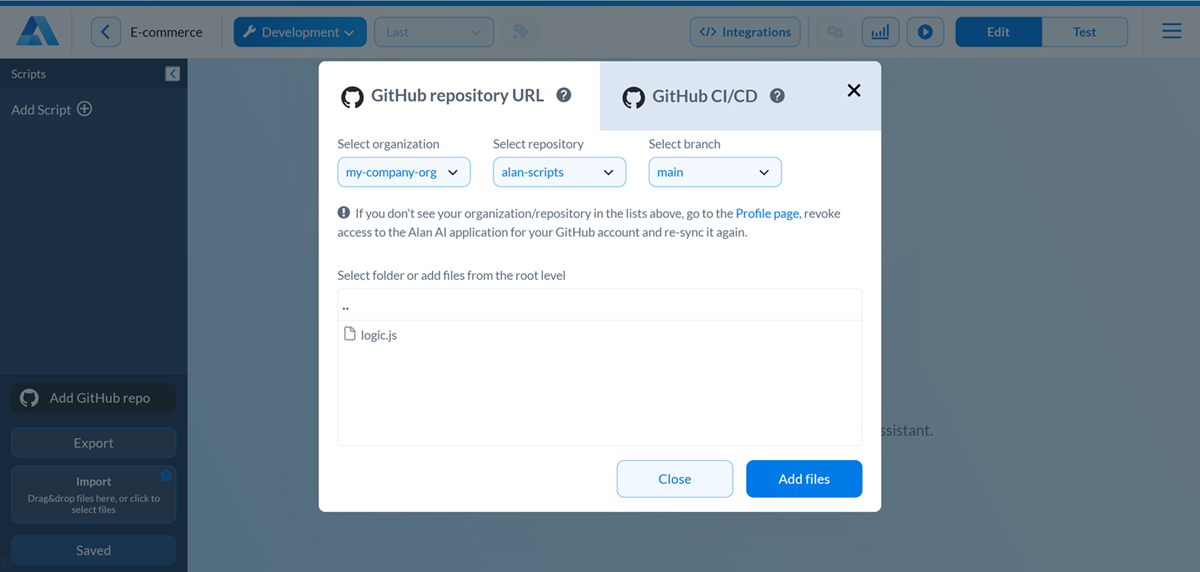 E-commerce
Development
Last
</> Integrations
Edit
Test
Scripts
Add Script
GitHub repository URL
GitHub CI/CD
Select organization
Select repository
Select branch
my-company-org
alan-scripts
main
If you don't see your organization/repository in the lists above, go to the Profile page, revoke
access to the Alan AI application for your GitHub account and re-sync it again.
Select folder or add files from the root level
..
logic.js
Add GitHub repo
ssistant.
Export
Close
Add files
Import
Drag&drop files here, or click to
select files
Saved